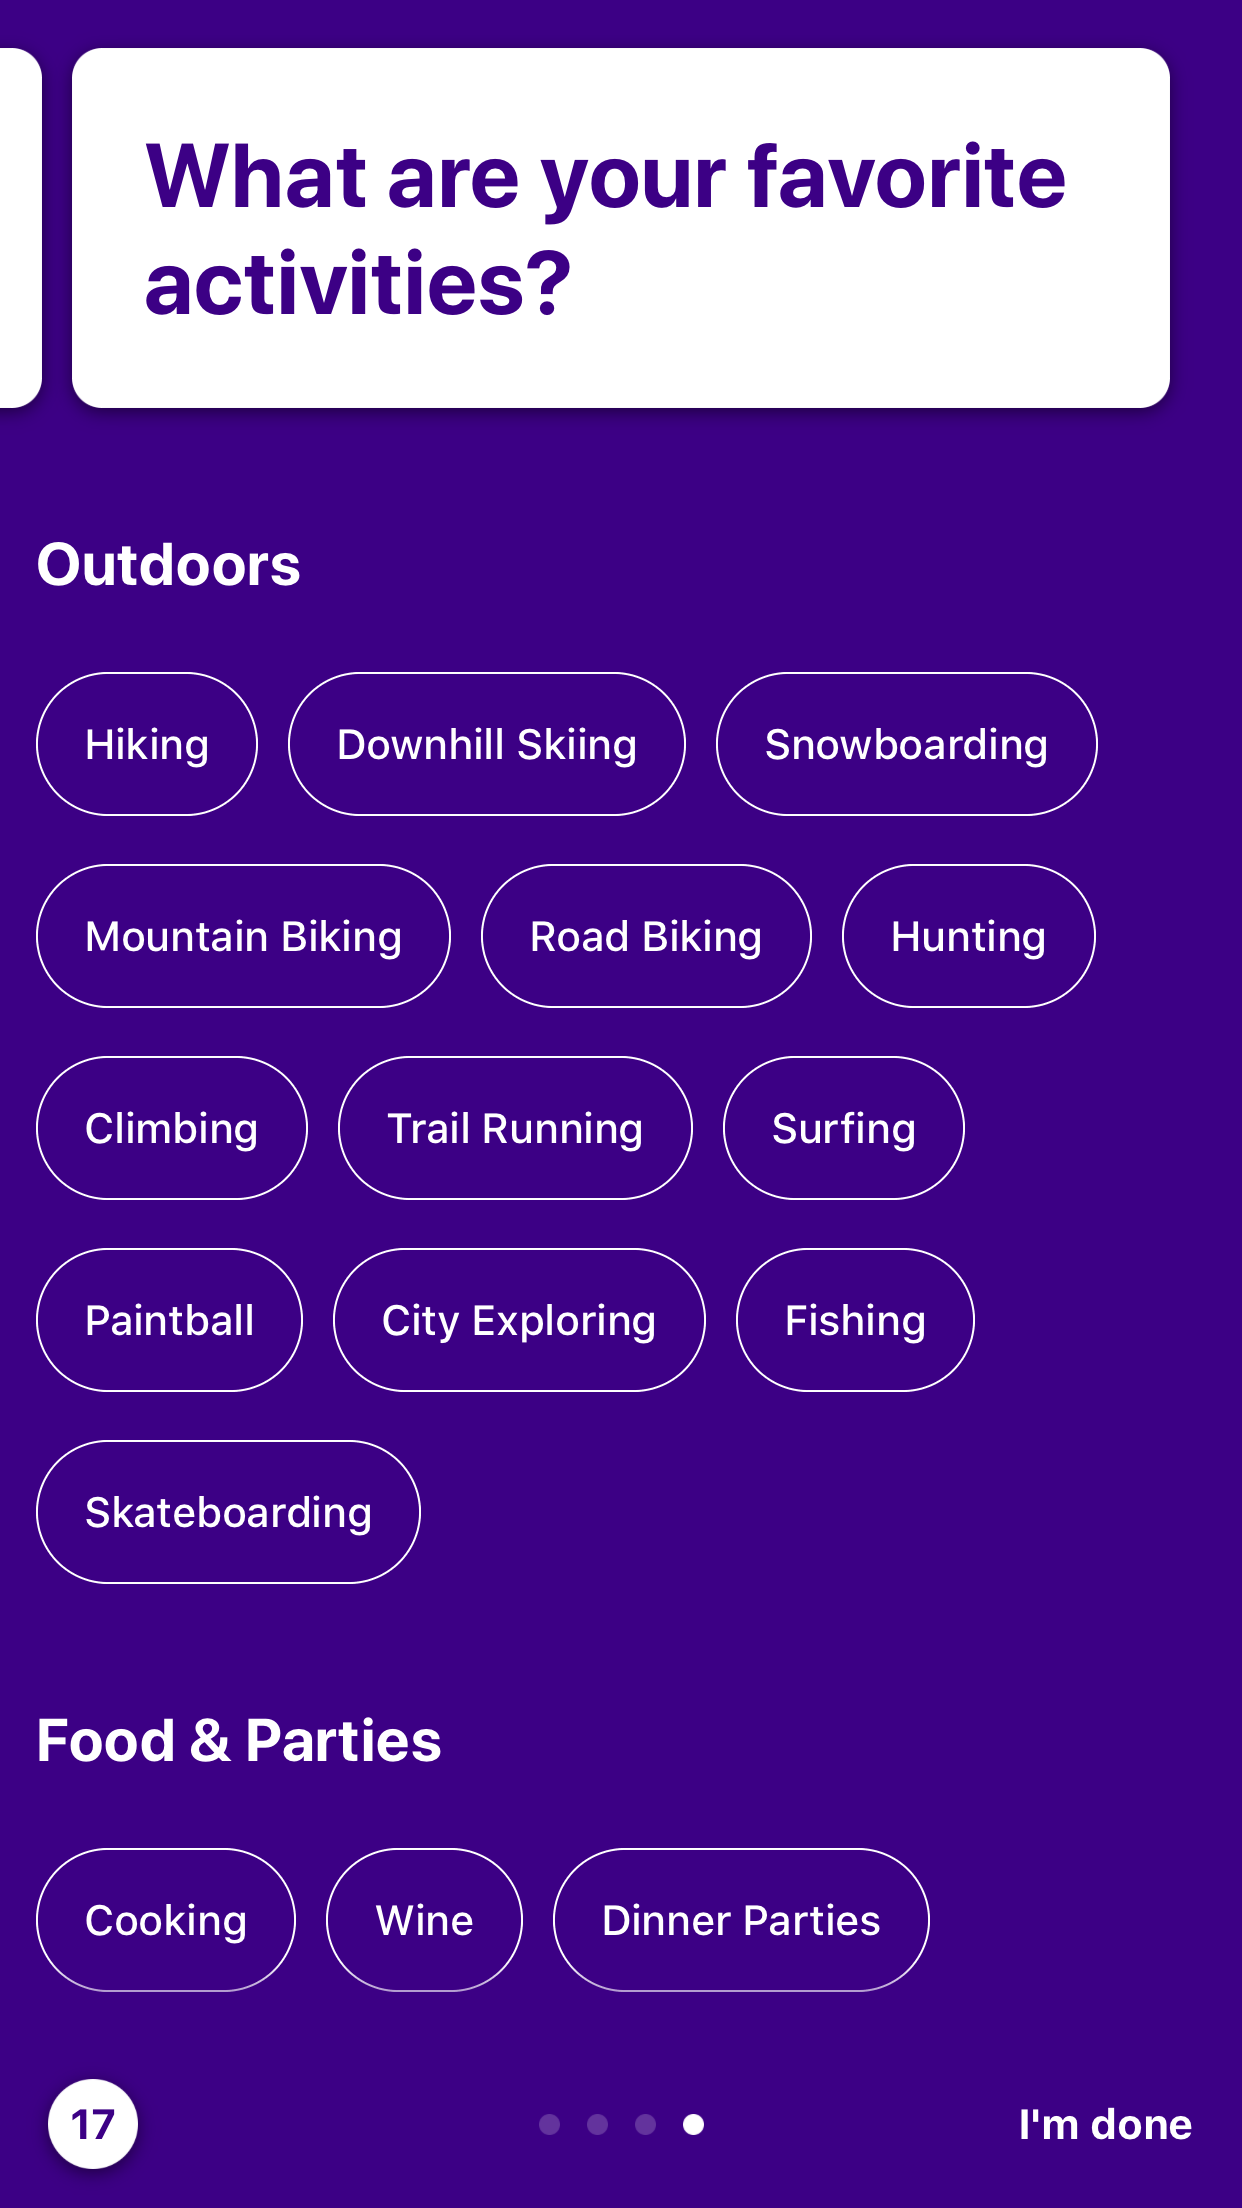 What are your favorite
activities?
Outdoors
Hiking Downhill Skiing Snowboarding
Mountain Biking Road Biking Hunting
Climbing Trail Running Surfing
Paintball City Exploring Fishing
Skateboarding
Food & Parties
Cooking Wine Dinner Parties
17 I'm done